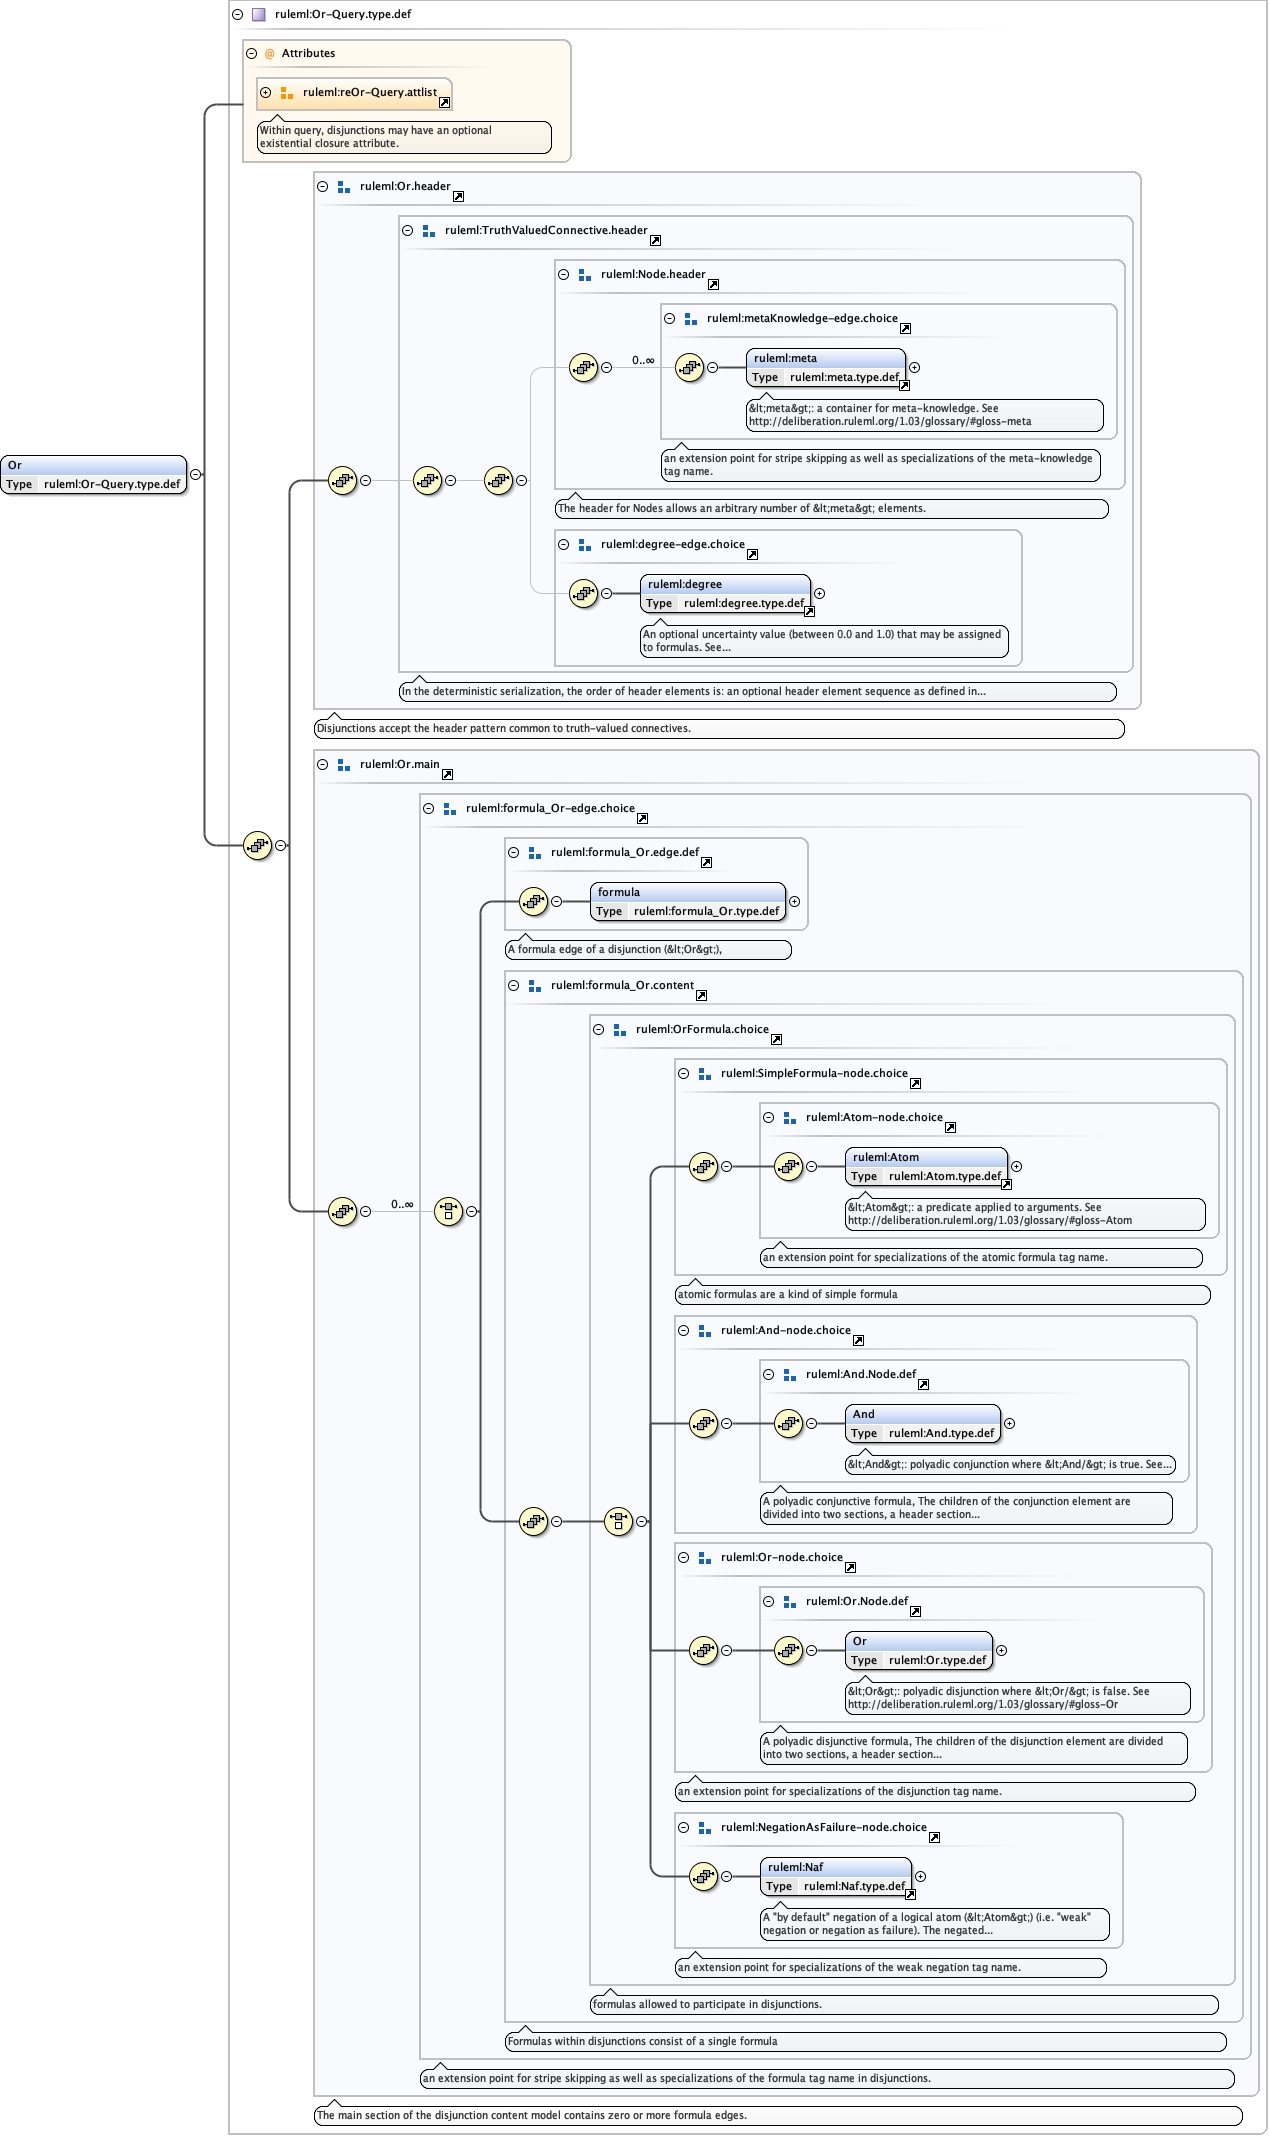 ruleml:Or-Query.type.def
@ Attributes
ruleml:reOr-Query.attlist
Within query, disjunctions may have an optional
existential closure attribute.
ruleml:Or.header
ruleml:TruthValuedConnective.header
ruleml:Node.header
ruleml:metaKnowledge-edge.choice
0..∞
ruleml:meta
Type ruleml:meta.type.def
&lt;meta&gt;: a container for meta-knowledge. See
http://deliberation.ruleml.org/1.03/glossary/#gloss-meta
an extension point for stripe skipping as well as specializations of the meta-knowledge
tag name.
The header for Nodes allows an arbitrary number of &lt;meta&gt; elements.
Or
Type ruleml:Or-Query.type.def
ruleml:degree-edge.choice
ruleml:degree
Type ruleml:degree.type.def
An optional uncertainty value (between 0.0 and 1.0) that may be assigned
to formulas. See...
In the deterministic serialization, the order of header elements is: an optional header element sequence as defined in...
Disjunctions accept the header pattern common to truth-valued connectives.
ruleml:Or.main
ruleml:formula_Or-edge.choice
ruleml:formula_Or.edge.def
formula
Type ruleml:formula_Or.type.def
A formula edge of a disjunction (&lt;Or&gt;),
ruleml:formula_Or.content
ruleml:OrFormula.choice
ruleml:SimpleFormula-node.choice
ruleml:Atom-node.choice
ruleml:Atom
Type ruleml:Atom.type.def
&lt;Atom&gt;: a predicate applied to arguments. See
http://deliberation.ruleml.org/1.03/glossary/#gloss-Atom
0..∞
an extension point for specializations of the atomic formula tag name.
atomic formulas are a kind of simple formula
ruleml:And-node.choice
ruleml:And.Node.def
And
Type ruleml:And.type.def
&lt;And&gt;: polyadic conjunction where &lt;And/&gt; is true. See...
A polyadic conjunctive formula, The children of the conjunction element are
divided into two sections, a header section...
ruleml:Or-node.choice
ruleml:Or.Node.def
Or
Type ruleml:Or.type.def
&lt;Or&gt;: polyadic disjunction where &lt;Or/&gt; is false. See
http://deliberation.ruleml.org/1.03/glossary/#gloss-Or
A polyadic disjunctive formula, The children of the disjunction element are divided
into two sections, a header section...
an extension point for specializations of the disjunction tag name.
ruleml:NegationAsFailure-node.choice
ruleml:Naf
Type ruleml:Naf.type.def
A "by default" negation of a logical atom (&lt;Atom&gt;) (i.e. "weak"
negation or negation as failure). The negated...
an extension point for specializations of the weak negation tag name.
formulas allowed to participate in disjunctions.
Formulas within disjunctions consist of a single formula
an extension point for stripe skipping as well as specializations of the formula tag name in disjunctions.
The main section of the disjunction content model contains zero or more formula edges.